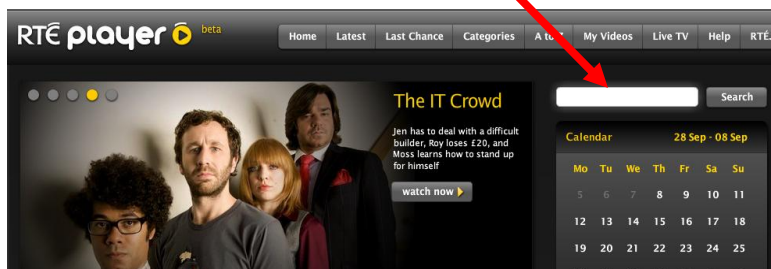 RTÉ player beta
Home Latest Last Chance Categories A to Z My Videos Live TV Help RTÉ.
The IT Crowd
Jen has to deal with a difficult
builder, Roy loses £20, and
Moss learns how to stand up
for himself
watch now
Search
Calendar 28 Sep - 08 Sep
Mo Tu We Th Fr Sa Su
5 6 7 8 9 10 11
12 13 14 15 16 17 18
19 20 21 22 23 24 25